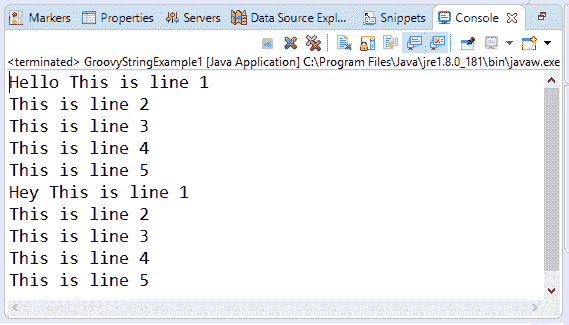 Markers Properties Servers Data Source Expl... Snippets Console
<terminated> GroovyStringExample1 [Java Application] C:\Program Files\Java\jre1.8.0_181\bin\javaw.exe
Hello This is line 1
This is line 2
This is line 3
This is line 4
This is line 5
Hey This is line 1
This is line 2
This is line 3
This is line 4
This is line 5